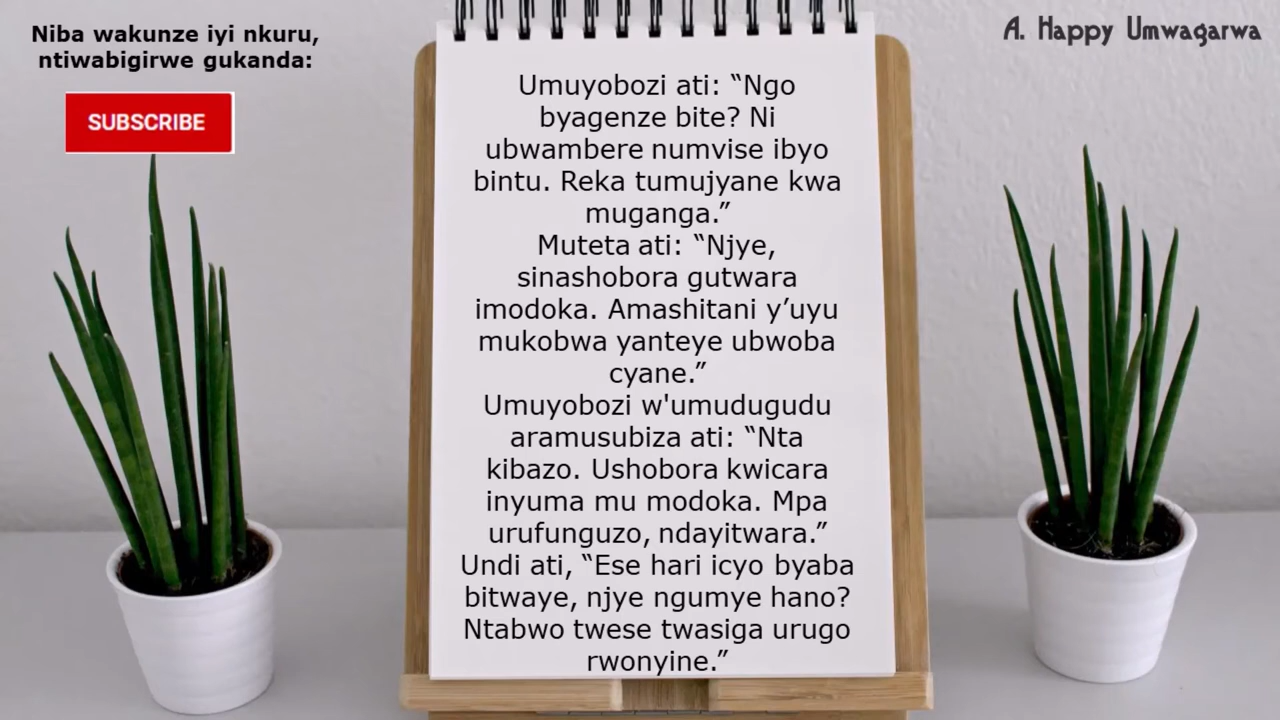 Niba wakunze iyi nkuru,
ntiwabigirwe gukanda:
SUBSCRIBE
A. Happy Umwagarwa
Umuyobozi ati: “Ngo
byagenze bite? Ni
ubwambere numvise ibyo
bintu. Reka tumujyane kwa
muganga.”
Muteta ati: “Njye,
sinashobora gutwara
imodoka. Amashitani y’uyu
mukobwa yanteye ubwoba
cyane.”
Umuyobozi w'umudugudu
aramusubiza ati: “Nta
kibazo. Ushobora kwicara
inyuma mu modoka. Mpa
urufunguzo, ndayitwara.”
Undi ati, “Ese hari icyo byaba
bitwaye, njye ngumye hano?
Ntabwo twese twasiga urugo
rwonyine.”